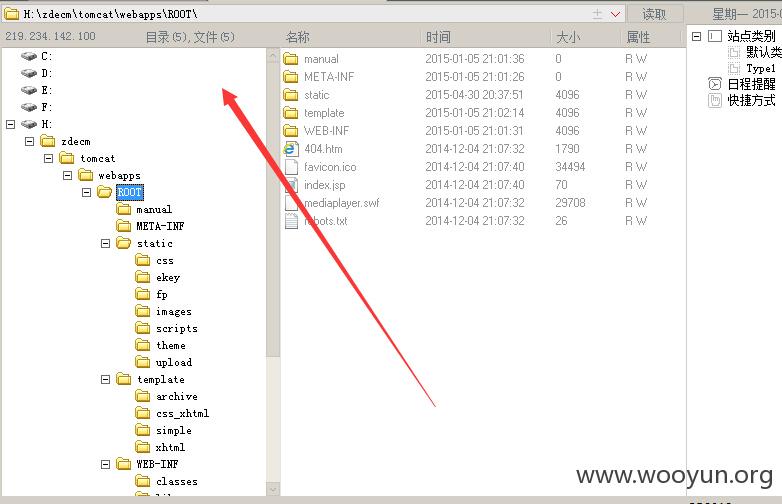 H:\zdecm\tomcat\webapps\ROOT\ 读取 星期一 2015-0
219.234.142.100 目录(5),文件(5) 名称 时间 大小 属性
C:
D:
E:
F:
H:
zdecm
tomcat
webapps
ROOT
manual
META-INF
static
css
ekey
fp
images
scripts
theme
upload
template
archive
css_xhtml
simple
xhtml
WEB-INF
classes
manual 2015-01-05 21:01:36 0 R W
META-INF 2015-01-05 21:01:26 0 R W
static 2015-04-30 20:37:51 4096 R W
template 2015-01-05 21:02:14 4096 R W
WEB-INF 2015-01-05 21:01:31 4096 R W
404.htm 2014-12-04 21:07:32 1790 R W
favicon.ico 2014-12-04 21:07:40 34494 R W
index.jsp 2014-12-04 21:07:40 70 R W
mediaplayer.swf 2014-12-04 21:07:32 29708 R W
robots.txt 2014-12-04 21:07:32 26 R W
站点类别
默认类
Type1
日程提醒
快捷方式
www.wooyun.org